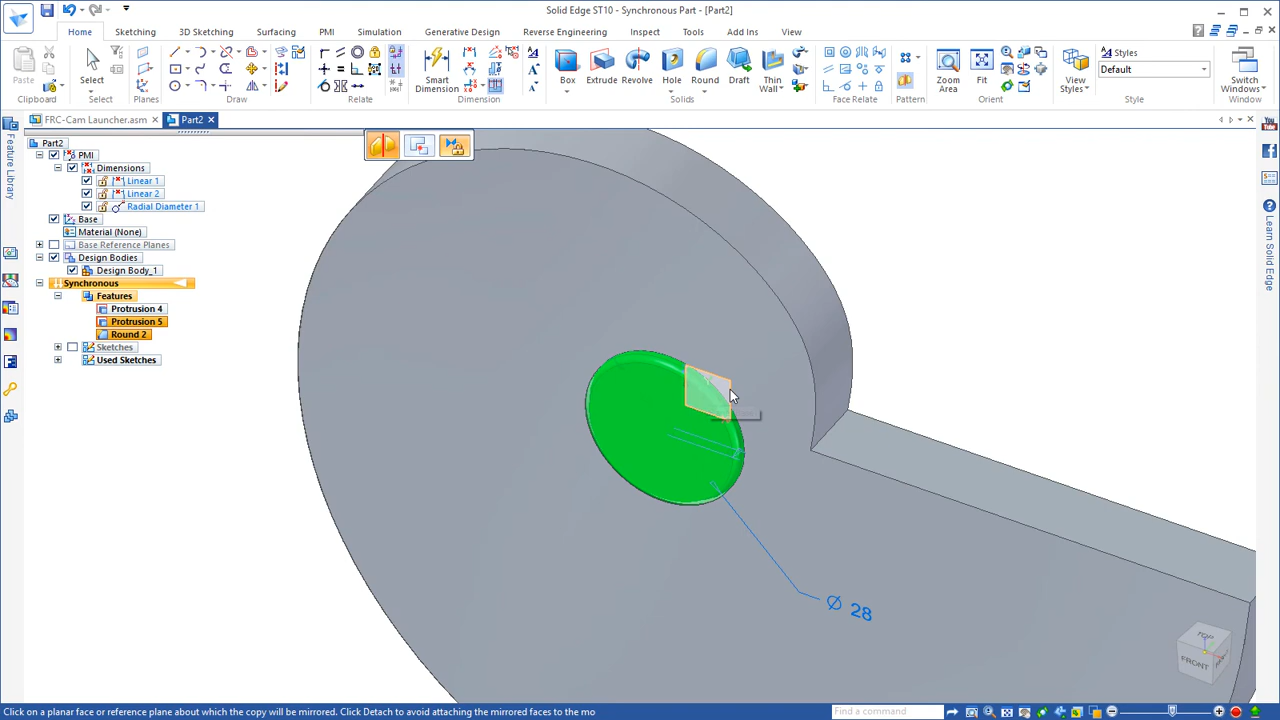 Solid Edge ST10 - Synchronous Part - [Part2]
Home Sketching 3D Sketching Surfacing PMI Simulation Generative Design Reverse Engineering Inspect Tools Add Ins View
Paste Select Smart Dimension Box Extrude Revolve Hole Round Draft Thin Wall Zoom Area Fit View Styles Styles Default Switch Windows
Clipboard Select Planes Draw Relate Dimension Solids Face Relate Pattern Orient Style Window
FRC-Cam Launcher.asm Part2
Feature Library
YouTube
Learn Solid Edge
Part2
PMI
Dimensions
Linear 1
Linear 2
Radial Diameter 1
Base
Material (None)
Base Reference Planes
Design Bodies
Design Body_1
Synchronous
Features
Protrusion 4
Protrusion 5
Round 2
Sketches
Used Sketches
Ø 28
TOP
FRONT
Click on a planar face or reference plane about which the copy will be mirrored. Click Detach to avoid attaching the mirrored faces to the mo
Find a command